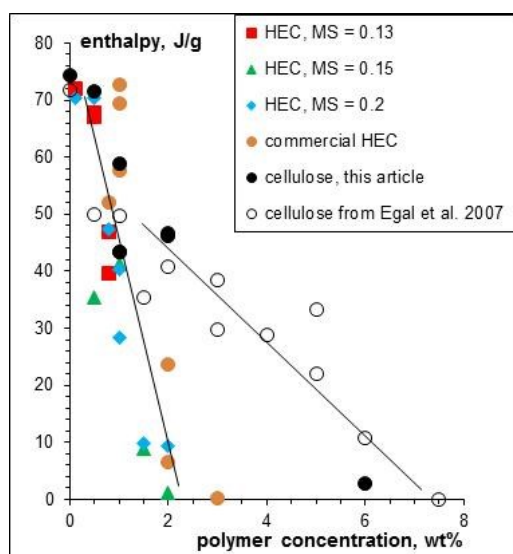 enthalpy, J/g
80
70
60
50
40
30
20
10
0
0 2 4 6 8
polymer concentration, wt%
HEC, MS = 0.13
HEC, MS = 0.15
HEC, MS = 0.2
commercial HEC
cellulose, this article
cellulose from Egal et al. 2007